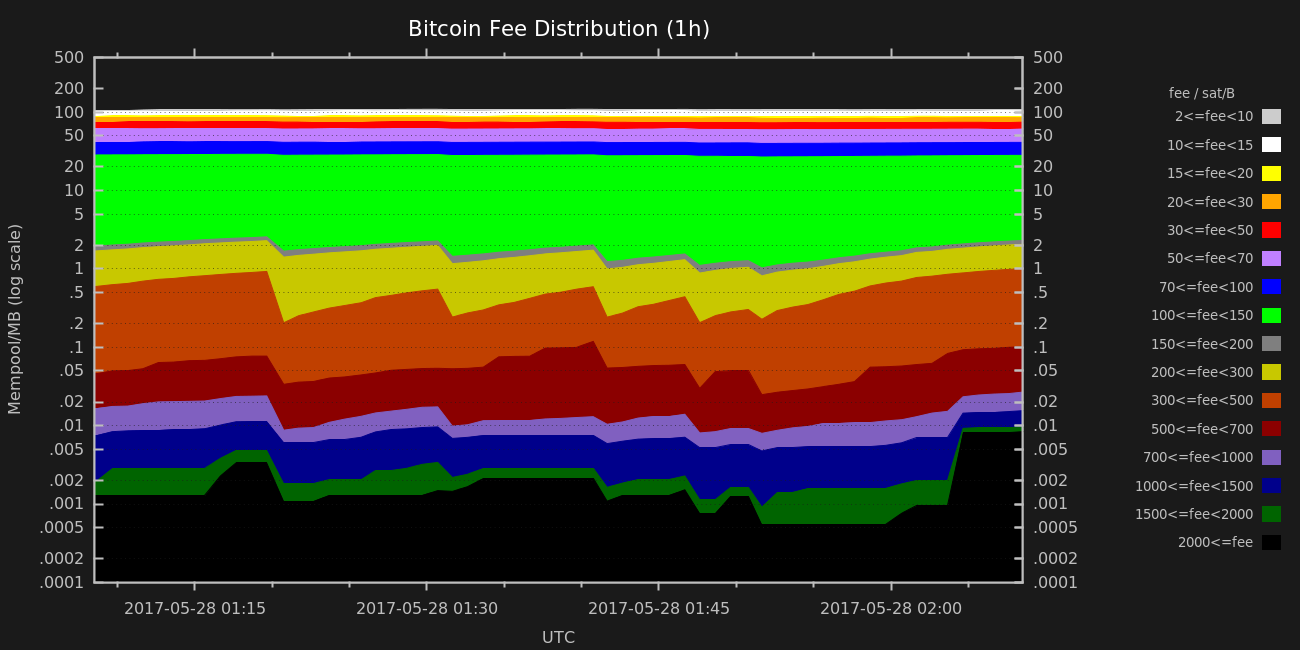 Bitcoin Fee Distribution (1h)
500 500
200 200
100 100
50 50
20 20
10 10
5 5
2 2
1 1
.5 .5
.2 .2
.1 .1
.05 .05
.02 .02
.01 .01
.005 .005
.002 .002
.001 .001
.0005 .0005
.0002 .0002
.0001 .0001
Mempool/MB (log scale)
2017-05-28 01:15 2017-05-28 01:30 2017-05-28 01:45 2017-05-28 02:00
UTC
fee / sat/B
2<=fee<10
10<=fee<15
15<=fee<20
20<=fee<30
30<=fee<50
50<=fee<70
70<=fee<100
100<=fee<150
150<=fee<200
200<=fee<300
300<=fee<500
500<=fee<700
700<=fee<1000
1000<=fee<1500
1500<=fee<2000
2000<=fee